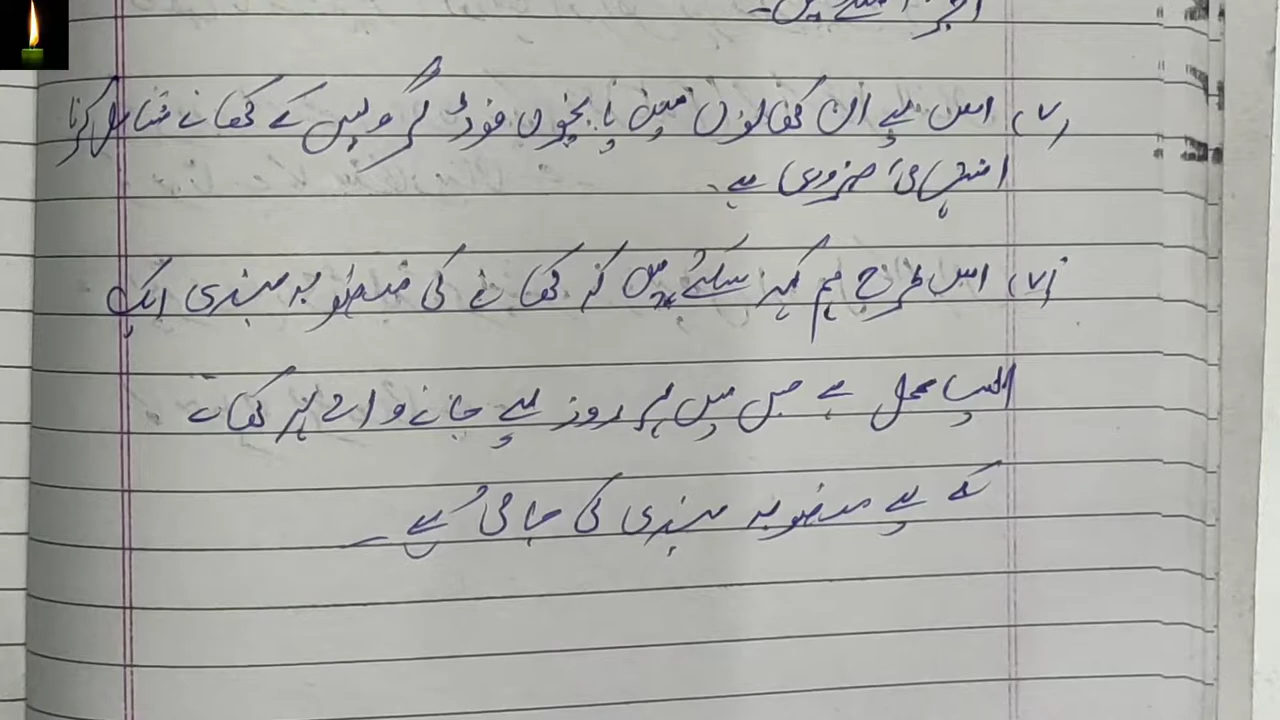 (v) اس لیے ان کھانوں میں پانچوں فوڈ گروپس کے کھانے شامل کرنا
انتہائی ضروری ہے۔
(vi) اس طرح ہم کہہ سکتے ہیں کہ کھانے کی منصوبہ بندی ایک
ایسا عمل ہے جس میں ہر روز لیے جانے والے ہر کھانے
کے لیے منصوبہ بندی کی جاتی ہے۔